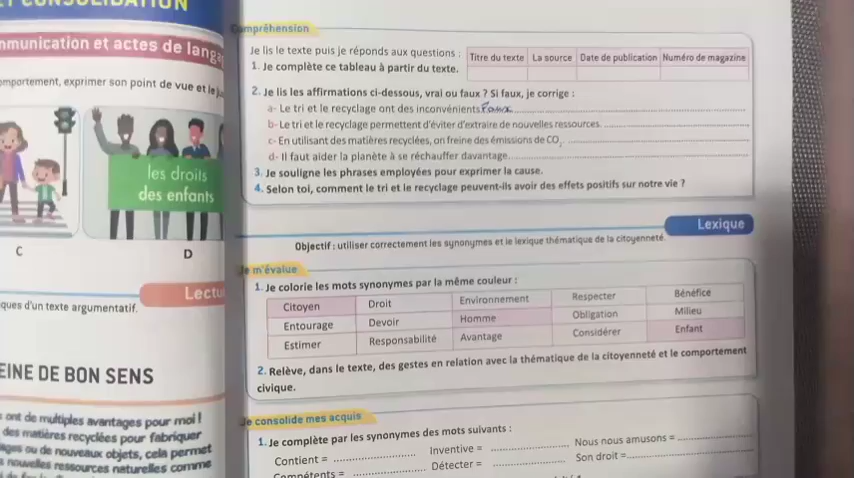 mportement, exprimer son point de vue et
les droits
des enfants
C
D
ques d'un texte argumentatif.
EINE DE BON SENS
ont de multiples avantages pour moi !
des matières recyclées pour fabriquer
ou de nouveaux objets, cela permet
nouvelles ressources naturelles comme
Compréhension
Je lis le texte puis je réponds aux questions :
1. Je complète ce tableau à partir du texte.
Titre du texte La source Date de publication Numéro de magazine
2. Je lis les affirmations ci-dessous, vrai ou faux ? Si faux, je corrige :
a- Le tri et le recyclage ont des inconvénients Faux
b- Le tri et le recyclage permettent d'éviter d'extraire de nouvelles ressources.
c- En utilisant des matières recyclées, on freine des émissions de CO₂.
d- Il faut aider la planète à se réchauffer davantage.
3. Je souligne les phrases employées pour exprimer la cause.
4. Selon toi, comment le tri et le recyclage peuvent-ils avoir des effets positifs sur notre vie ?
Lexique
Objectif : utiliser correctement les synonymes et le lexique thématique de la citoyenneté.
Je m'évalue
1. Je colorie les mots synonymes par la même couleur :
Citoyen Droit Environnement Respecter Bénéfice
Entourage Devoir Homme Obligation Milieu
Estimer Responsabilité Avantage Considérer Enfant
2. Relève, dans le texte, des gestes en relation avec la thématique de la citoyenneté et le comportement
civique.
Je consolide mes acquis
1. Je complète par les synonymes des mots suivants :
Contient = Inventive = Nous nous amusons =
Compétents = Détecter = Son droit =